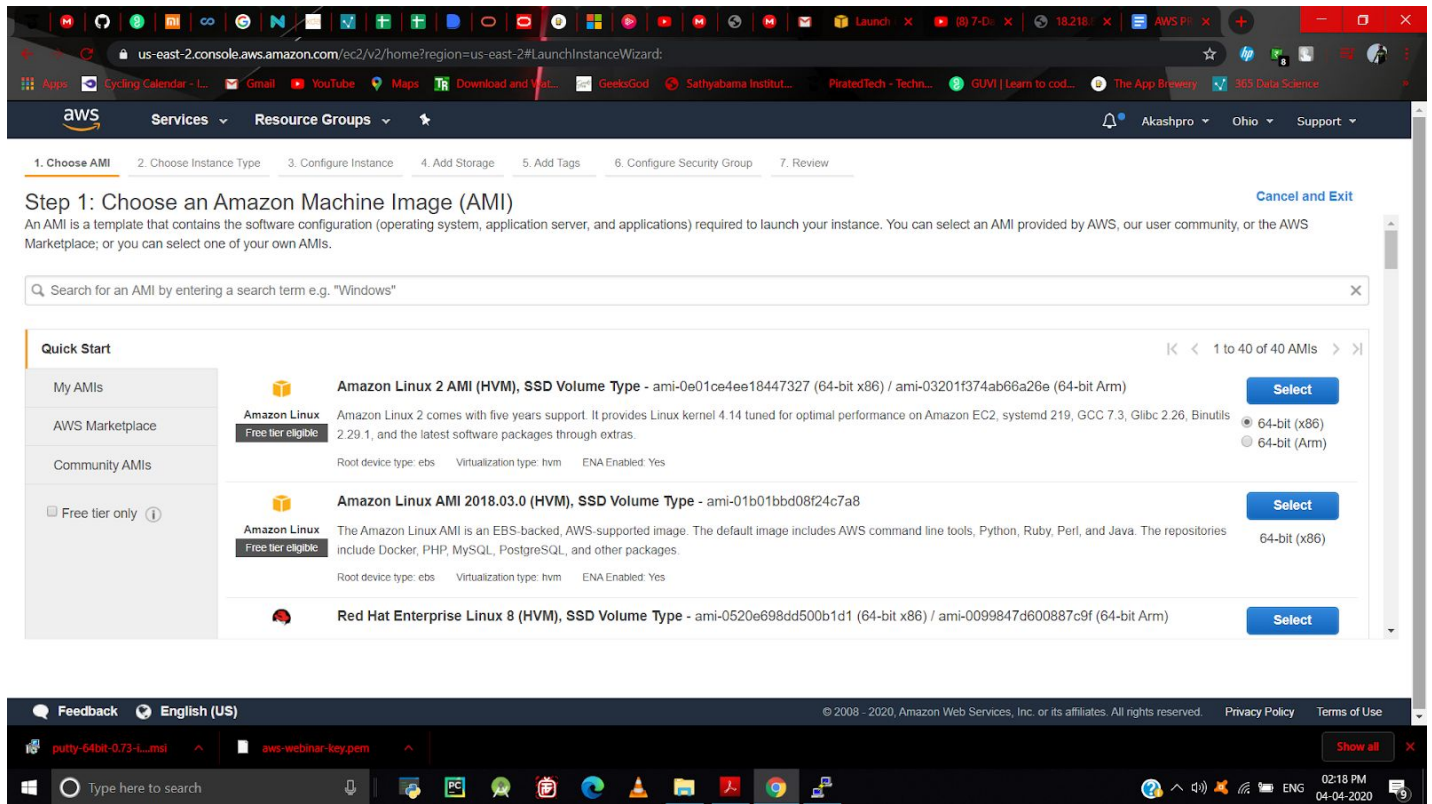 Launch
(8) 7-D
18.218.
AWS PR
us-east-2.console.aws.amazon.com/ec2/v2/home?region=us-east-2#LaunchInstanceWizard:
8
Apps Cycling Calendar - I... Gmail YouTube Maps TR Download and Wat... GeeksGod Sathyabama Institut... PiratedTech - Techn... GUVI | Learn to cod... The App Brewery 365 Data Science
aws Services Resource Groups Akashpro Ohio Support
1. Choose AMI 2. Choose Instance Type 3. Configure Instance 4. Add Storage 5. Add Tags 6. Configure Security Group 7. Review
Step 1: Choose an Amazon Machine Image (AMI)
Cancel and Exit
An AMI is a template that contains the software configuration (operating system, application server, and applications) required to launch your instance. You can select an AMI provided by AWS, our user community, or the AWS
Marketplace; or you can select one of your own AMIs.
Search for an AMI by entering a search term e.g. "Windows"
Quick Start
My AMIs
AWS Marketplace
Community AMIs
Free tier only
1 to 40 of 40 AMIs
Amazon Linux
Free tier eligible
Amazon Linux 2 AMI (HVM), SSD Volume Type - ami-0e01ce4ee18447327 (64-bit x86) / ami-03201f374ab66a26e (64-bit Arm)
Amazon Linux 2 comes with five years support. It provides Linux kernel 4.14 tuned for optimal performance on Amazon EC2, systemd 219, GCC 7.3, Glibc 2.26, Binutils
2.29.1, and the latest software packages through extras.
Root device type: ebs Virtualization type: hvm ENA Enabled: Yes
Select
64-bit (x86)
64-bit (Arm)
Amazon Linux
Free tier eligible
Amazon Linux AMI 2018.03.0 (HVM), SSD Volume Type - ami-01b01bbd08f24c7a8
The Amazon Linux AMI is an EBS-backed, AWS-supported image. The default image includes AWS command line tools, Python, Ruby, Perl, and Java. The repositories
include Docker, PHP, MySQL, PostgreSQL, and other packages.
Root device type: ebs Virtualization type: hvm ENA Enabled: Yes
Select
64-bit (x86)
Red Hat Enterprise Linux 8 (HVM), SSD Volume Type - ami-0520e698dd500b1d1 (64-bit x86) / ami-0099847d600887c9f (64-bit Arm)
Select
Feedback English (US) © 2008 - 2020, Amazon Web Services, Inc. or its affiliates. All rights reserved. Privacy Policy Terms of Use
putty-64bit-0.73-i....msi aws-webinar-key.pem Show all
Type here to search
PC
ENG
02:18 PM
04-04-2020
9